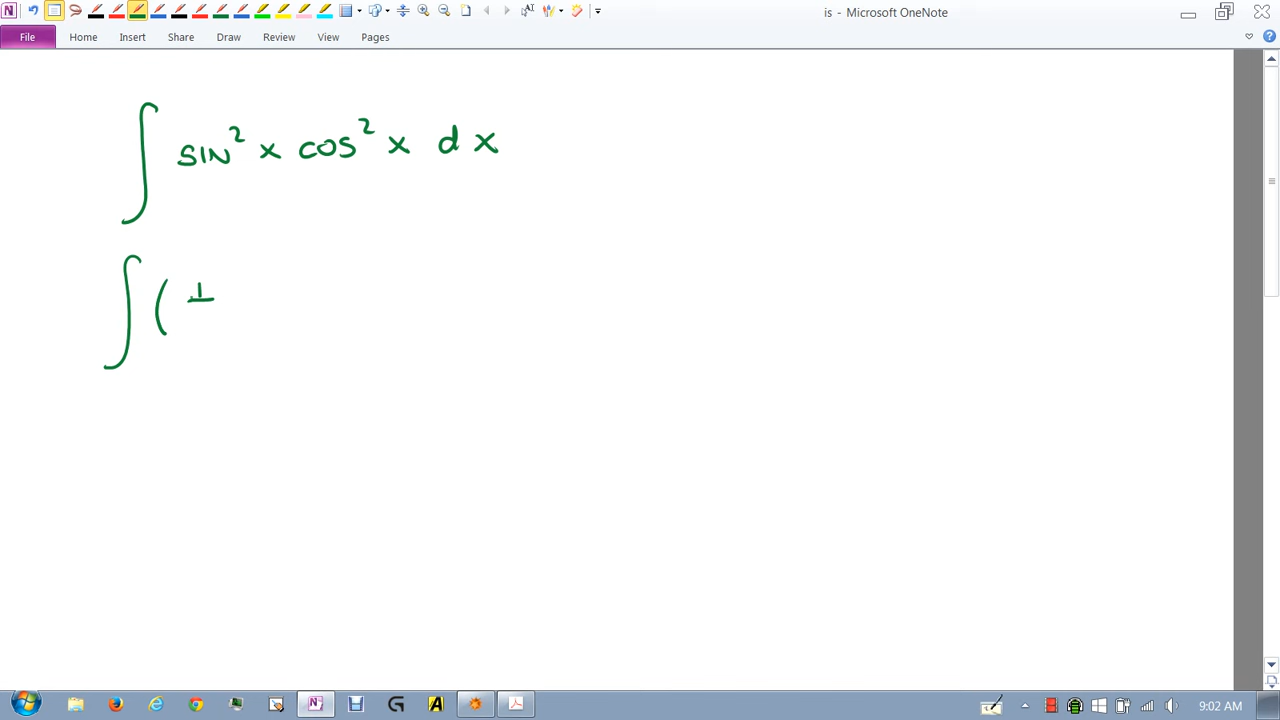 is - Microsoft OneNote
File Home Insert Share Draw Review View Pages
∫ sin² x cos² x dx
∫ ( 1
9:02 AM